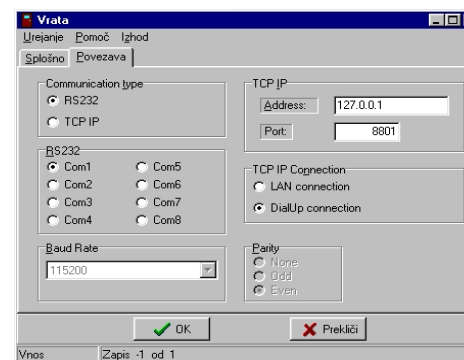 Vrata
Urejanje Pomoč Izhod
Splošno Povezava
Communication type
RS232
TCP IP
RS232
Com1 Com5
Com2 Com6
Com3 Com7
Com4 Com8
Baud Rate
115200
TCP IP
Address: 127.0.0.1
Port: 8801
TCP IP Connection
LAN connection
DialUp connection
Parity
None
Odd
Even
OK Prekliči
Vnos Zapis -1 od 1